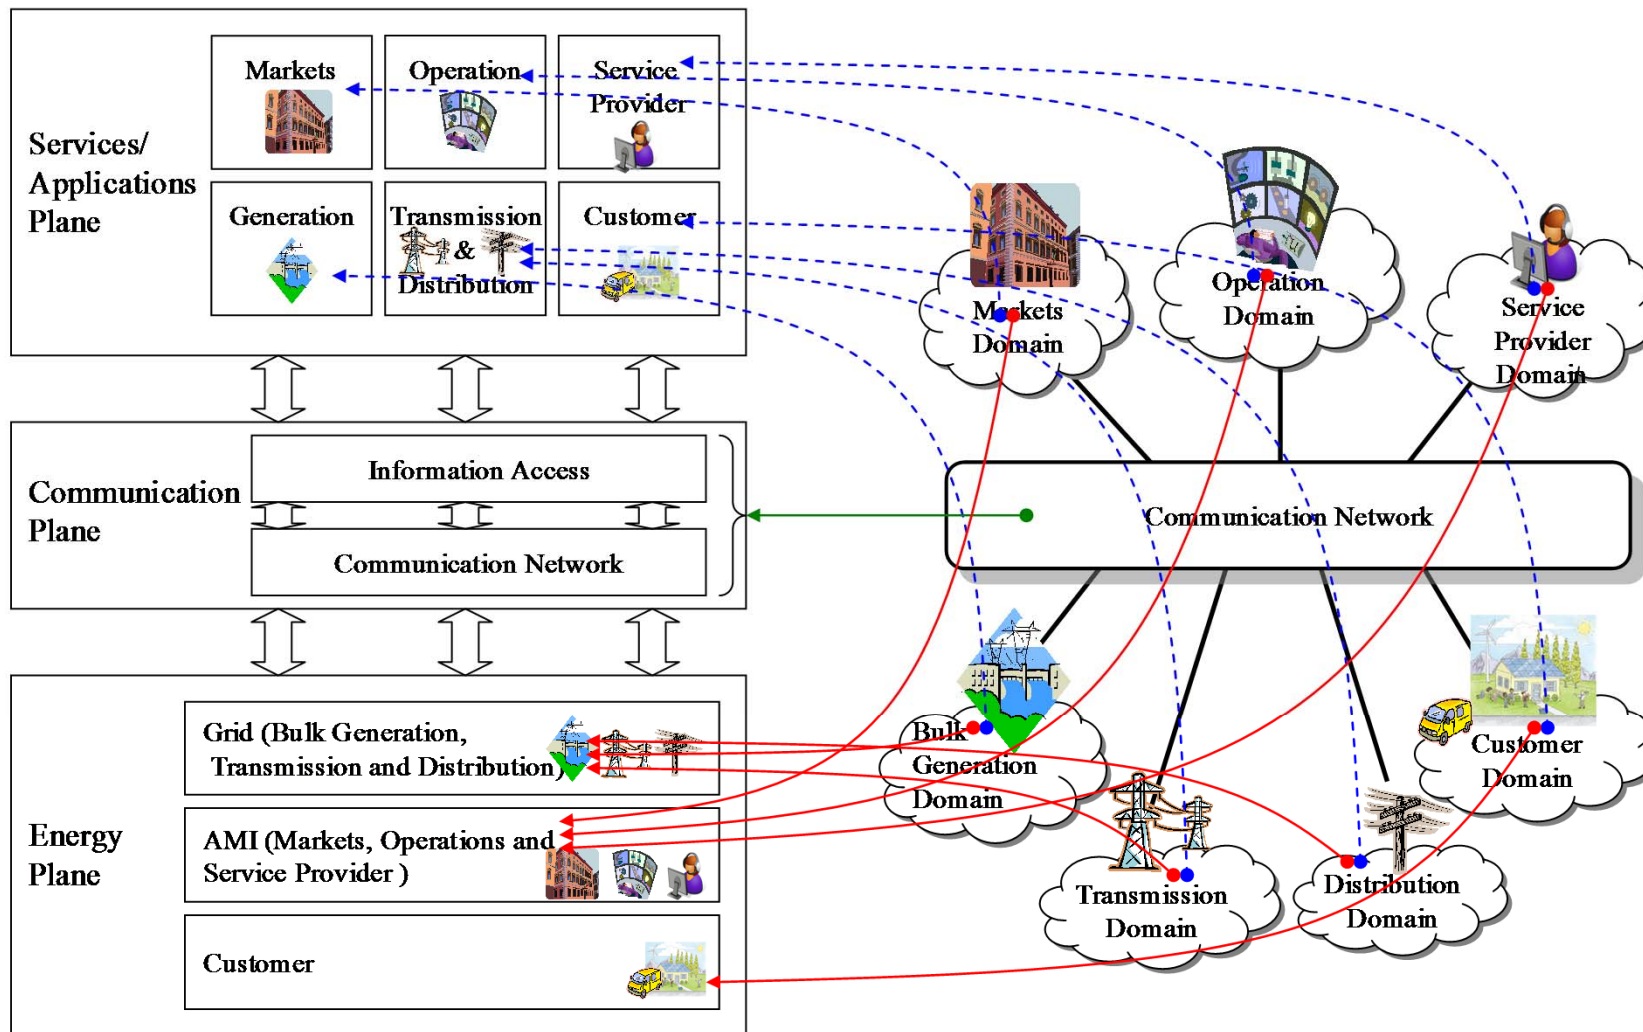 Services/
Applications
Plane
Markets
Operation
Service
Provider
Generation
Transmission
&
Distribution
Customer
Communication
Plane
Information Access
Communication Network
Energy
Plane
Grid (Bulk Generation,
Transmission and Distribution)
AMI (Markets, Operations and
Service Provider )
Customer
Markets
Domain
Operation
Domain
Service
Provider
Domain
Communication Network
Bulk
Generation
Domain
Transmission
Domain
Distribution
Domain
Customer
Domain